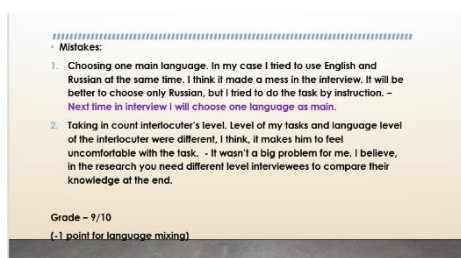 • Mistakes:
1. Choosing one main language. In my case I tried to use English and
Russian at the same time. I think it made a mess in the interview. It will be
better to choose only Russian, but I tried to do the task by instruction. –
Next time in interview I will choose one language as main.
2. Taking in count interlocuter's level. Level of my tasks and language level
of the interlocuter were different, I think, it makes him to feel
uncomfortable with the task. - It wasn't a big problem for me. I believe,
in the research you need different level interviewees to compare their
knowledge at the end.
Grade – 9/10
(-1 point for language mixing)